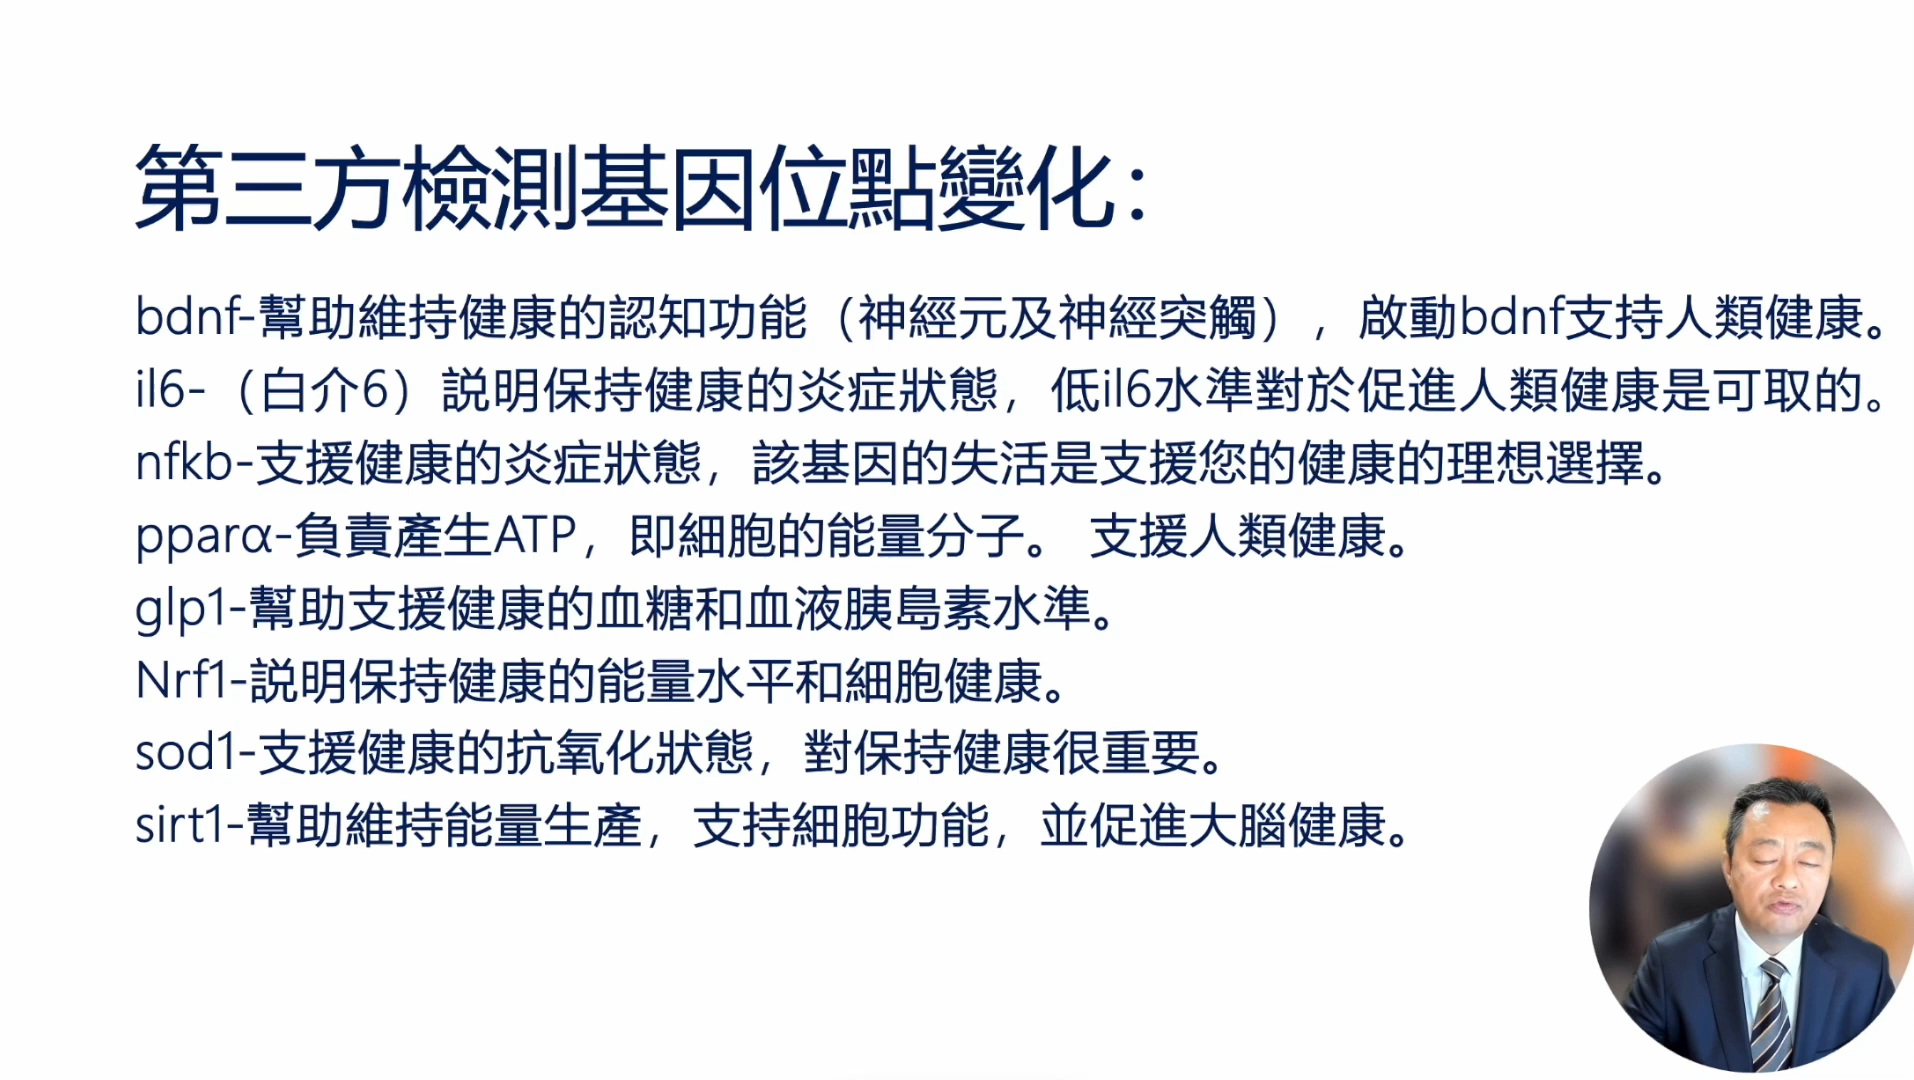 第三方檢測基因位點變化：
bdnf-幫助維持健康的認知功能（神經元及神經突觸），啟動bdnf支持人類健康。
il6-（白介6）説明保持健康的炎症狀態，低il6水準對於促進人類健康是可取的。
nfkb-支援健康的炎症狀態，該基因的失活是支援您的健康的理想選擇。
pparα-負責產生ATP，即細胞的能量分子。 支援人類健康。
glp1-幫助支援健康的血糖和血液胰島素水準。
Nrf1-説明保持健康的能量水平和細胞健康。
sod1-支援健康的抗氧化狀態，對保持健康很重要。
sirt1-幫助維持能量生產，支持細胞功能，並促進大腦健康。